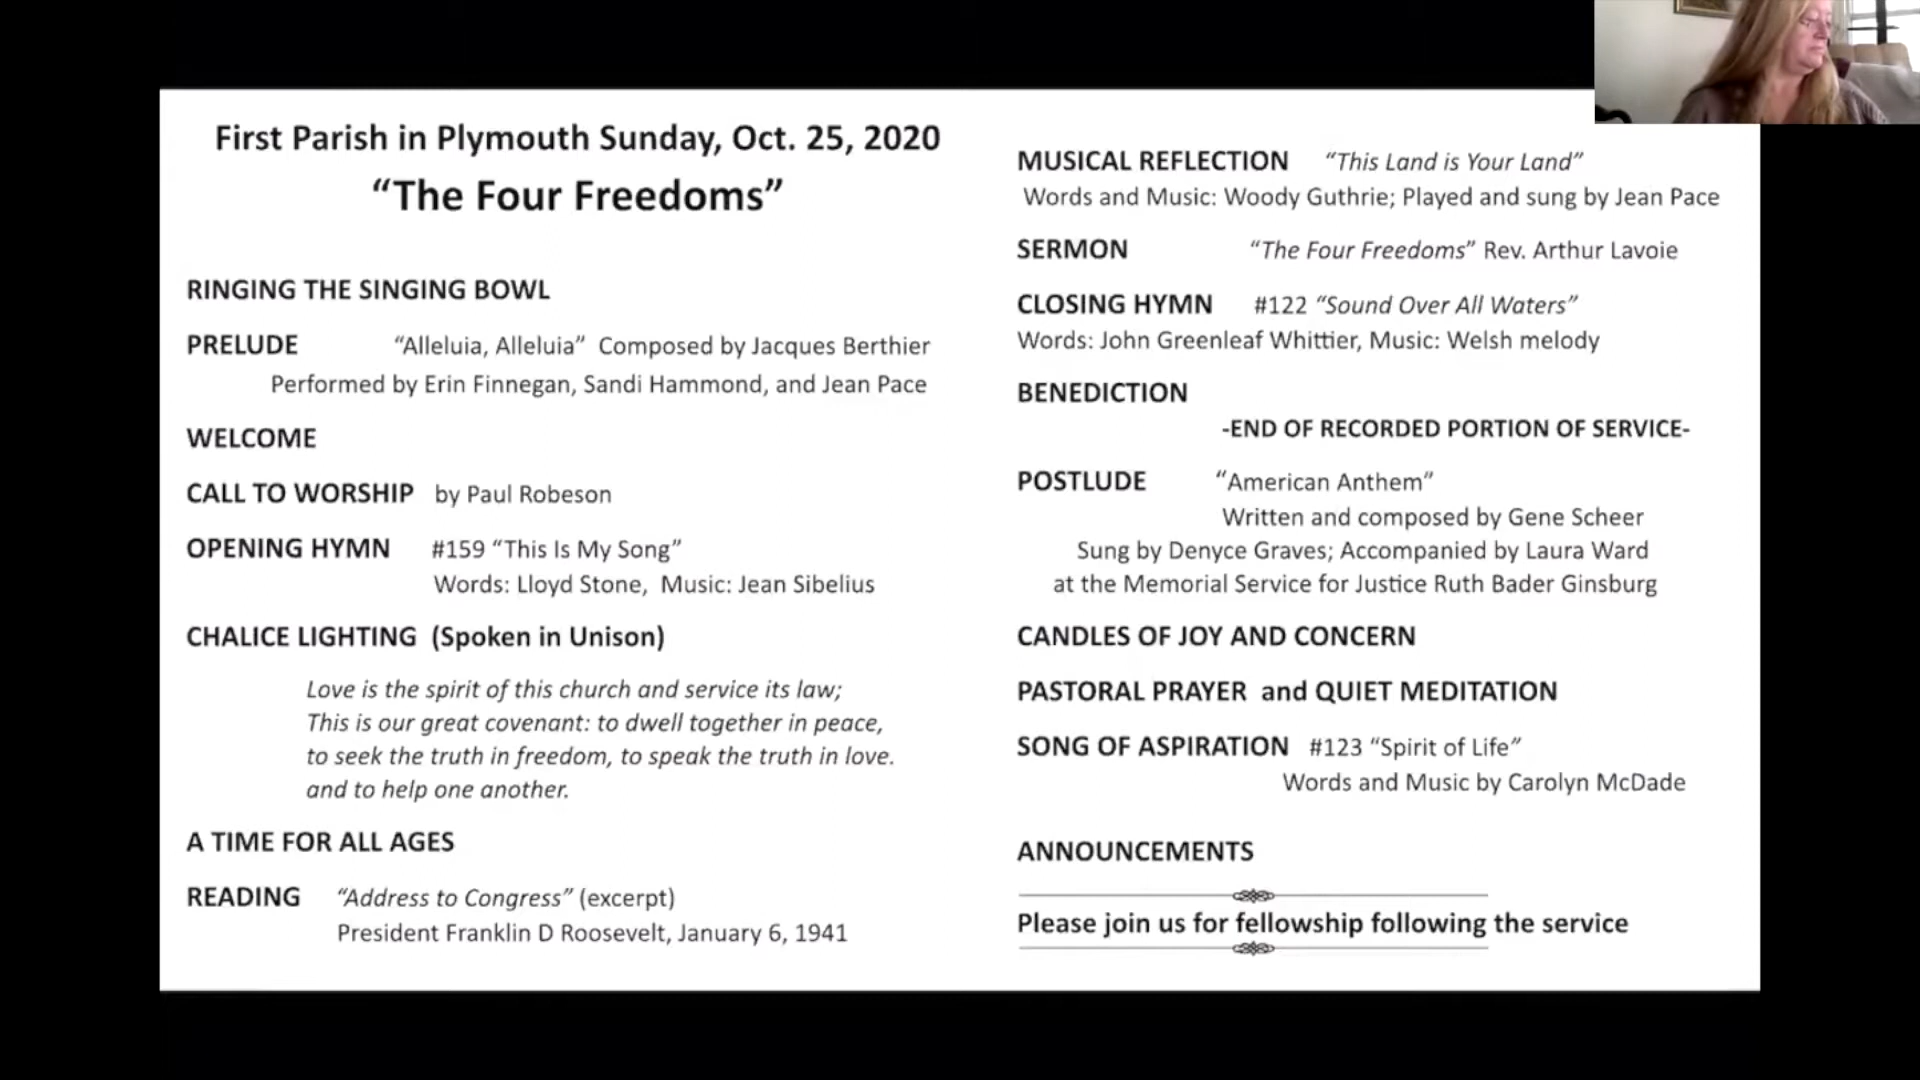 First Parish in Plymouth Sunday, Oct. 25, 2020
“The Four Freedoms”
RINGING THE SINGING BOWL
PRELUDE “Alleluia, Alleluia” Composed by Jacques Berthier
Performed by Erin Finnegan, Sandi Hammond, and Jean Pace
WELCOME
CALL TO WORSHIP by Paul Robeson
OPENING HYMN #159 “This Is My Song”
Words: Lloyd Stone, Music: Jean Sibelius
CHALICE LIGHTING (Spoken in Unison)
Love is the spirit of this church and service its law;
This is our great covenant: to dwell together in peace,
to seek the truth in freedom, to speak the truth in love.
and to help one another.
A TIME FOR ALL AGES
READING “Address to Congress” (excerpt)
President Franklin D Roosevelt, January 6, 1941
MUSICAL REFLECTION “This Land is Your Land”
Words and Music: Woody Guthrie; Played and sung by Jean Pace
SERMON “The Four Freedoms” Rev. Arthur Lavoie
CLOSING HYMN #122 “Sound Over All Waters”
Words: John Greenleaf Whittier, Music: Welsh melody
BENEDICTION
-END OF RECORDED PORTION OF SERVICE-
POSTLUDE “American Anthem”
Written and composed by Gene Scheer
Sung by Denyce Graves; Accompanied by Laura Ward
at the Memorial Service for Justice Ruth Bader Ginsburg
CANDLES OF JOY AND CONCERN
PASTORAL PRAYER and QUIET MEDITATION
SONG OF ASPIRATION #123 “Spirit of Life”
Words and Music by Carolyn McDade
ANNOUNCEMENTS
Please join us for fellowship following the service